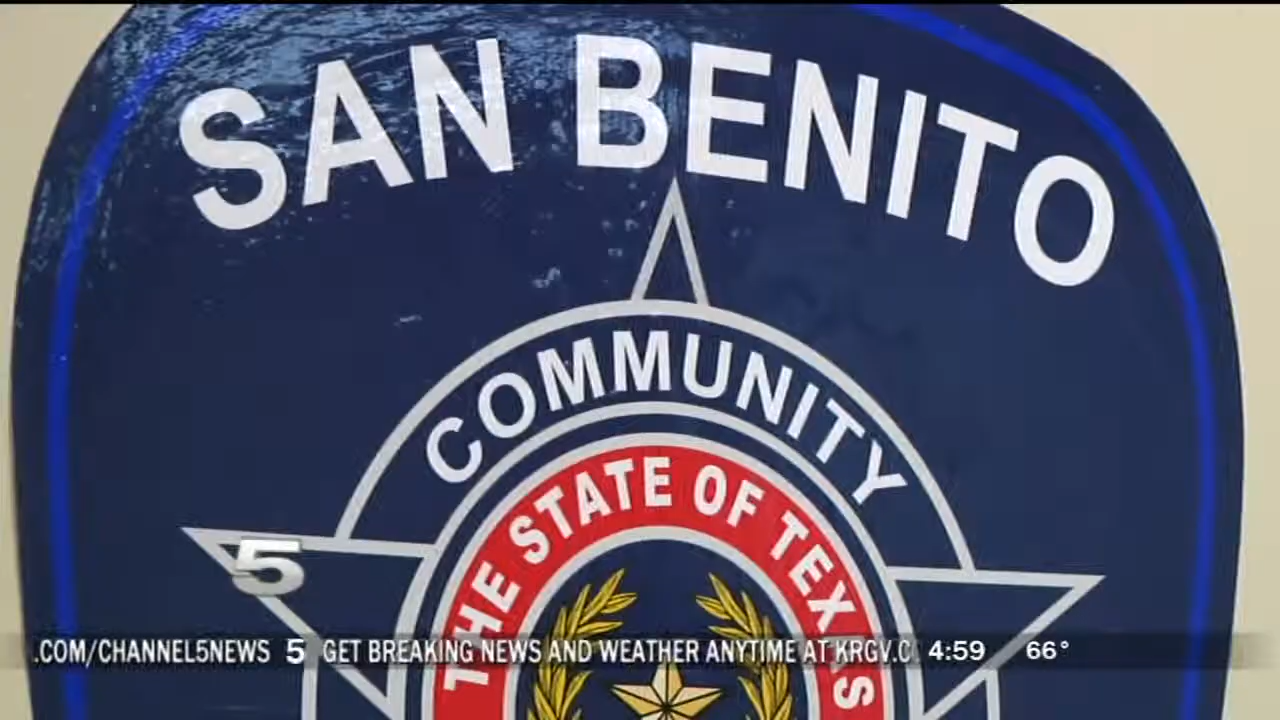 SAN BENITO
COMMUNITY
THE STATE OF TEXAS
5
.COM/CHANNEL5NEWS 5 GET BREAKING NEWS AND WEATHER ANYTIME AT KRGV.C 4:59 66°